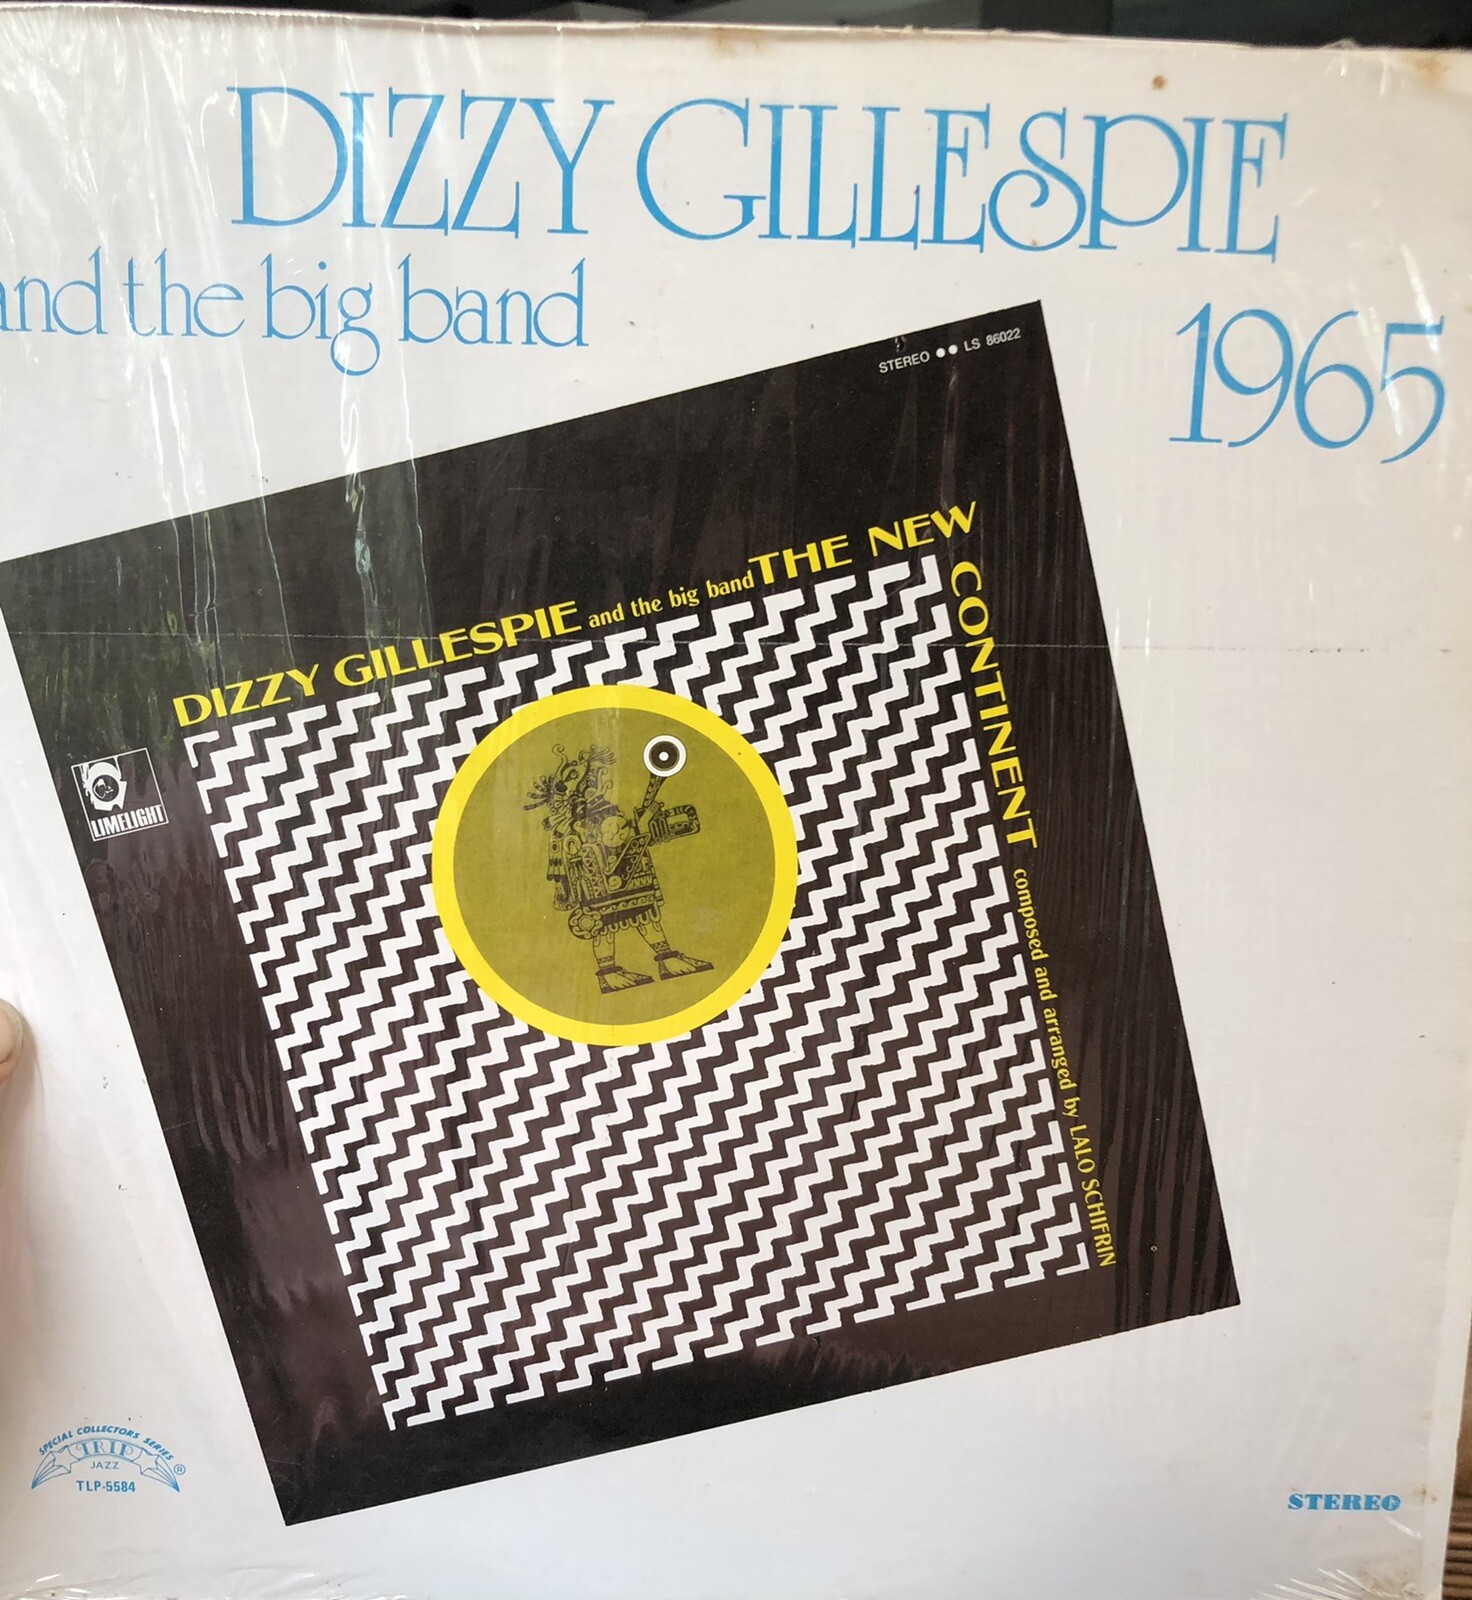 DIZZY GILLESPIE
and the big band
1965
STEREO ●● LS 86022
DIZZY GILLESPIE and the big band THE NEW
CONTINENT composed and arranged by LALO SCHIFRIN
LIMELIGHT
SPECIAL COLLECTORS SERIES
TRIP
JAZZ
®
TLP-5584
STEREO